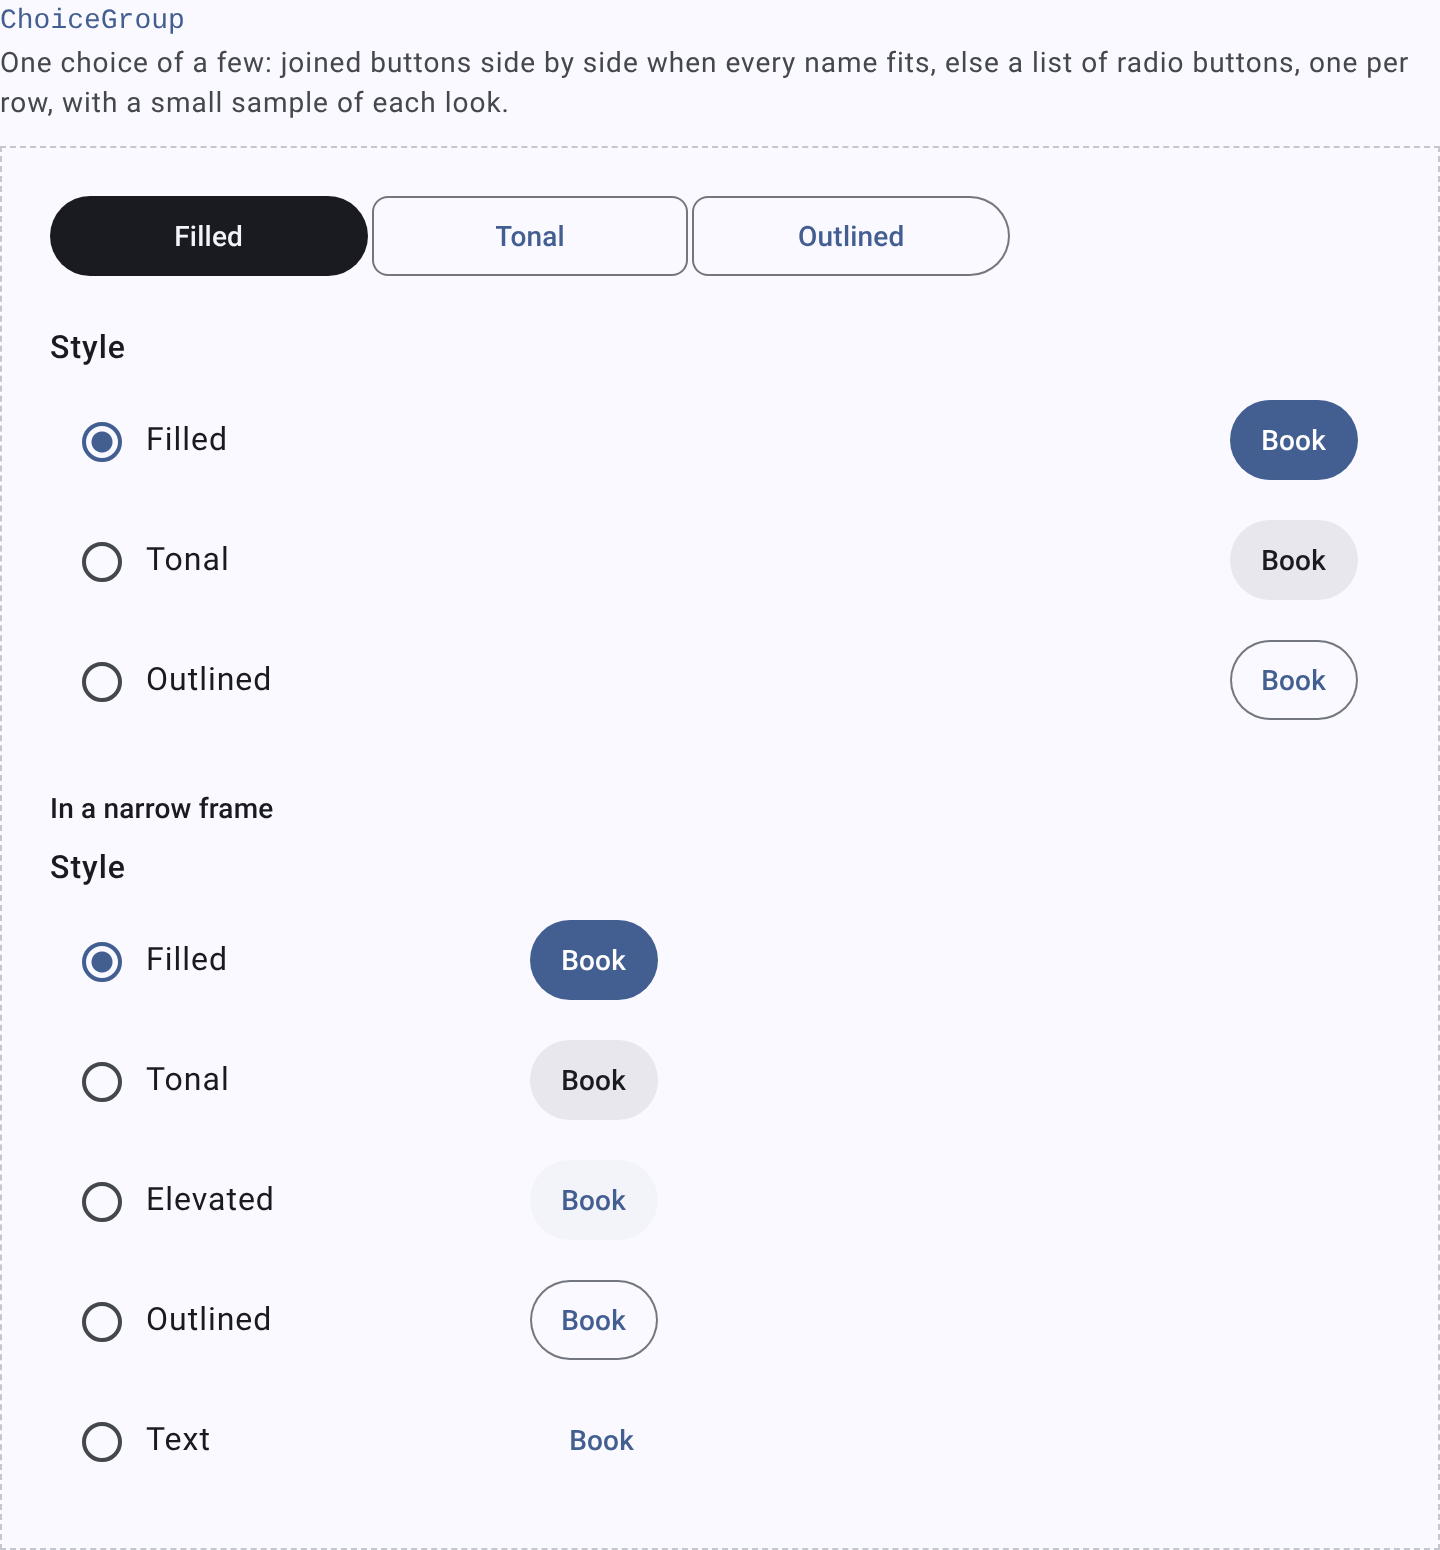 ChoiceGroup
One choice of a few: joined buttons side by side when every name fits, else a list of radio buttons, one per
row, with a small sample of each look.
Filled Tonal Outlined
Style
Filled Book
Tonal Book
Outlined Book
In a narrow frame
Style
Filled Book
Tonal Book
Elevated Book
Outlined Book
Text Book